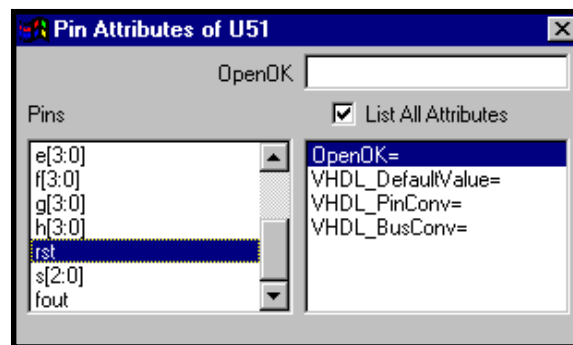 Pin Attributes of U51
OpenOK
Pins
List All Attributes
e[3:0]
f[3:0]
g[3:0]
h[3:0]
rst
s[2:0]
fout
OpenOK=
VHDL_DefaultValue=
VHDL_PinConv=
VHDL_BusConv=